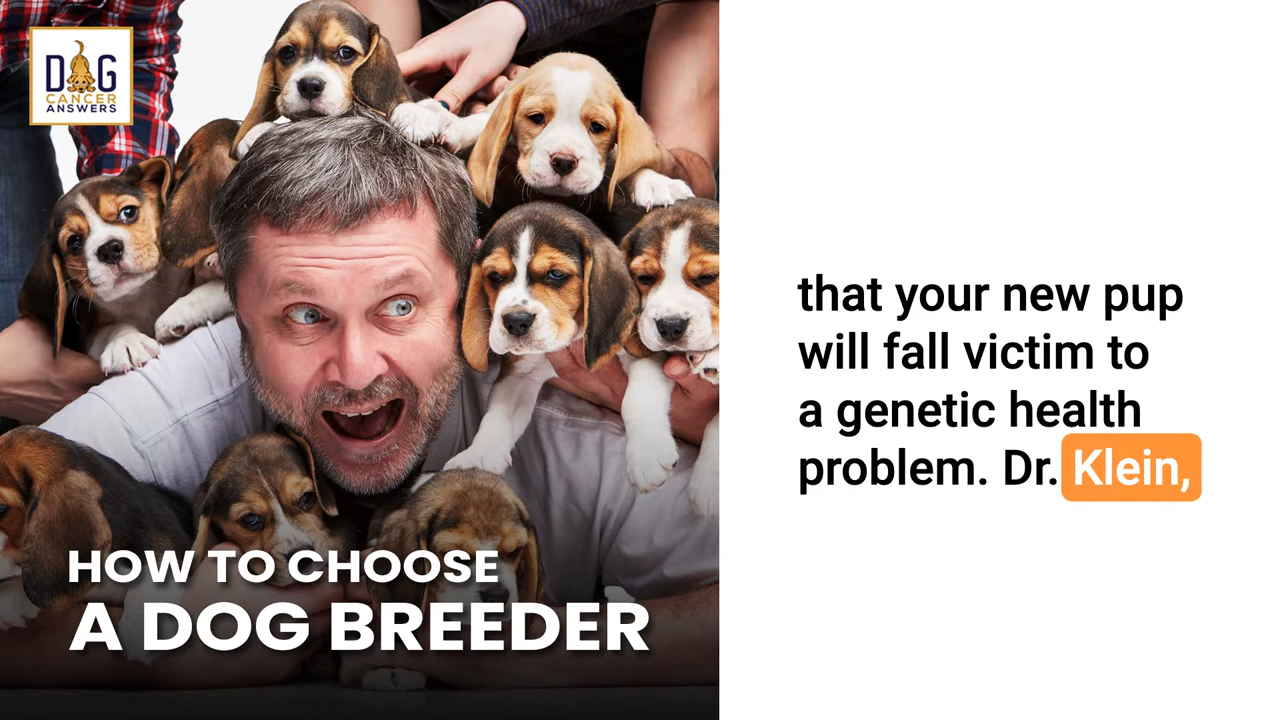 DOG
CANCER
ANSWERS
HOW TO CHOOSE
A DOG BREEDER
that your new pup
will fall victim to
a genetic health
problem. Dr. Klein,